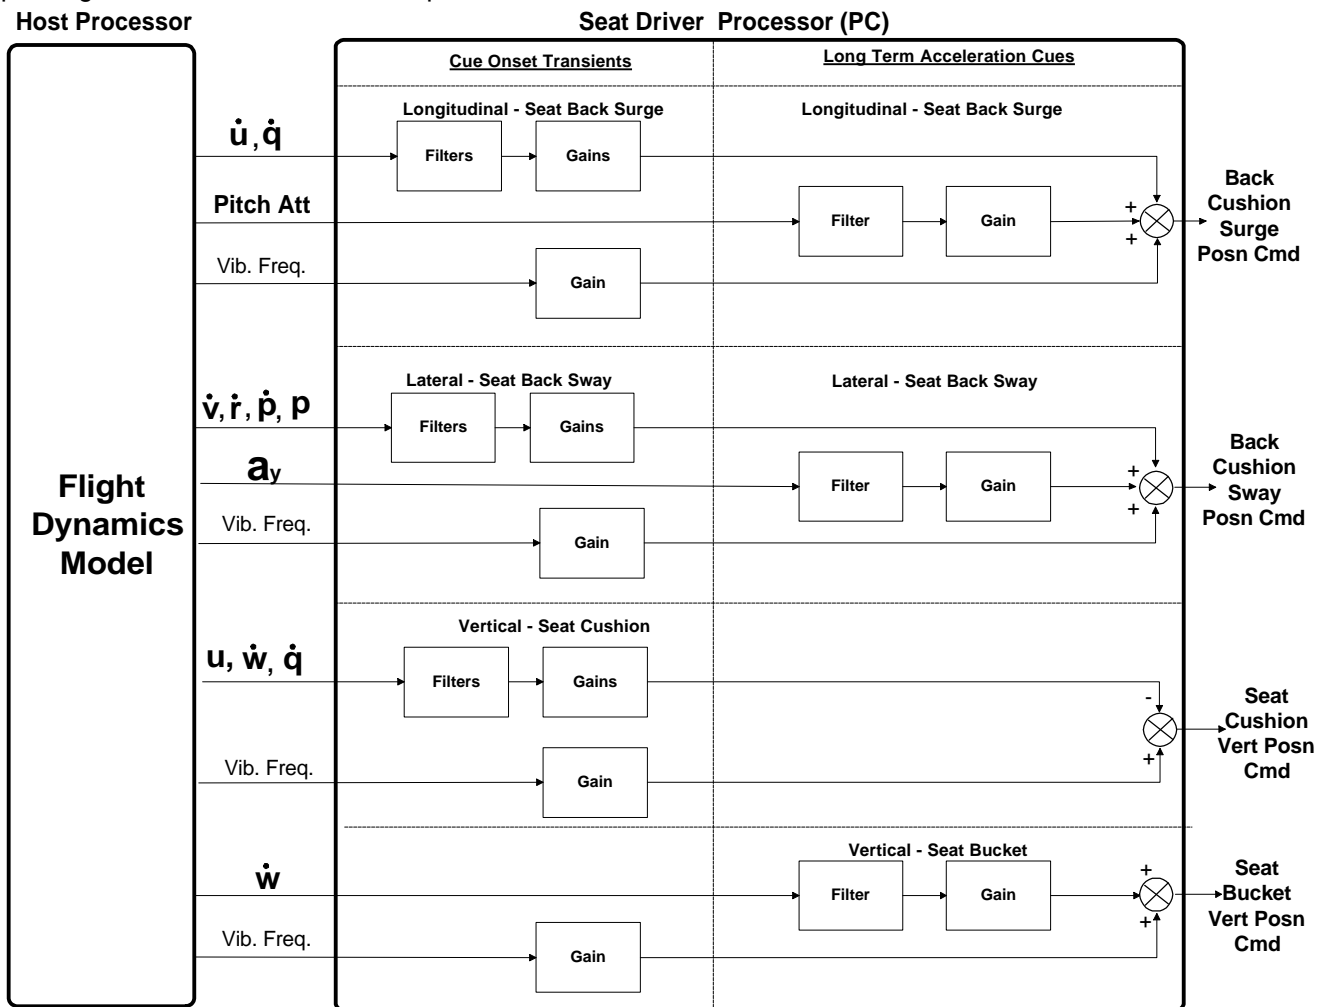 Host Processor
Seat Driver Processor (PC)
Cue Onset Transients
Long Term Acceleration Cues
Longitudinal - Seat Back Surge
Longitudinal - Seat Back Surge
u̇, q̇
Filters
Gains
Pitch Att
Filter
Gain
+
+
Back
Cushion
Surge
Posn Cmd
Vib. Freq.
Gain
Lateral - Seat Back Sway
Lateral - Seat Back Sway
v̇, ṙ, ṗ, p
Filters
Gains
ay
Filter
Gain
+
+
Back
Cushion
Sway
Posn Cmd
Vib. Freq.
Gain
Flight
Dynamics
Model
Vertical - Seat Cushion
u, ẇ, q̇
Filters
Gains
-
+
Seat
Cushion
Vert Posn
Cmd
Vib. Freq.
Gain
Vertical - Seat Bucket
ẇ
Filter
Gain
+
+
Seat
Bucket
Vert Posn
Cmd
Vib. Freq.
Gain